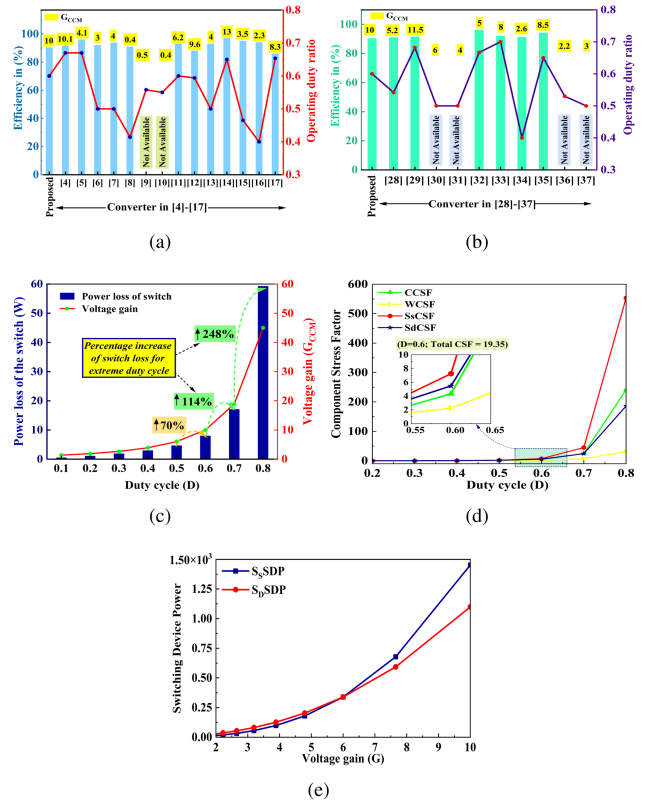 G_CCM
10 10.1 4.1 3 4 0.4 0.5 0.4 6.2 9.6 4 13 3.5 2.3 8.3
Efficiency in (%)
100
80
60
40
20
0
Not Available
Not Available
0.8
0.7
0.6
0.5
0.4
0.3
Operating duty ratio
Proposed [4] [5] [6] [7] [8] [9] [10] [11] [12] [13] [14] [15] [16] [17]
Converter in [4]-[17]
(a)
G_CCM
10 5.2 11.5 6 4 5 8 2.6 8.5 2.2 3
Efficiency in (%)
100
80
60
40
20
0
Not Available
Not Available
Not Available
Not Available
0.8
0.7
0.6
0.5
0.4
0.3
Operating duty ratio
Proposed [28] [29] [30] [31] [32] [33] [34] [35] [36] [37]
Converter in [28]-[37]
(b)
Power loss of the switch (W)
60
50
40
30
20
10
0
Power loss of switch
Voltage gain
Percentage increase
of switch loss for
extreme duty cycle
↑248%
↑114%
↑70%
60
50
40
30
20
10
0
Voltage gain (G_CCM)
0.1 0.2 0.3 0.4 0.5 0.6 0.7 0.8
Duty cycle (D)
(c)
Component Stress Factor
600
500
400
300
200
100
0
CCSF
WCSF
SsCSF
SdCSF
(D=0.6; Total CSF = 19.35)
10
8
6
4
2
0.55 0.60 0.65
0.2 0.3 0.4 0.5 0.6 0.7 0.8
Duty cycle (D)
(d)
Switching Device Power
1.50×10³
1.25
1.00
0.75
0.50
0.25
0.00
S_SSDP
S_DSDP
2 3 4 5 6 7 8 9 10
Voltage gain (G)
(e)